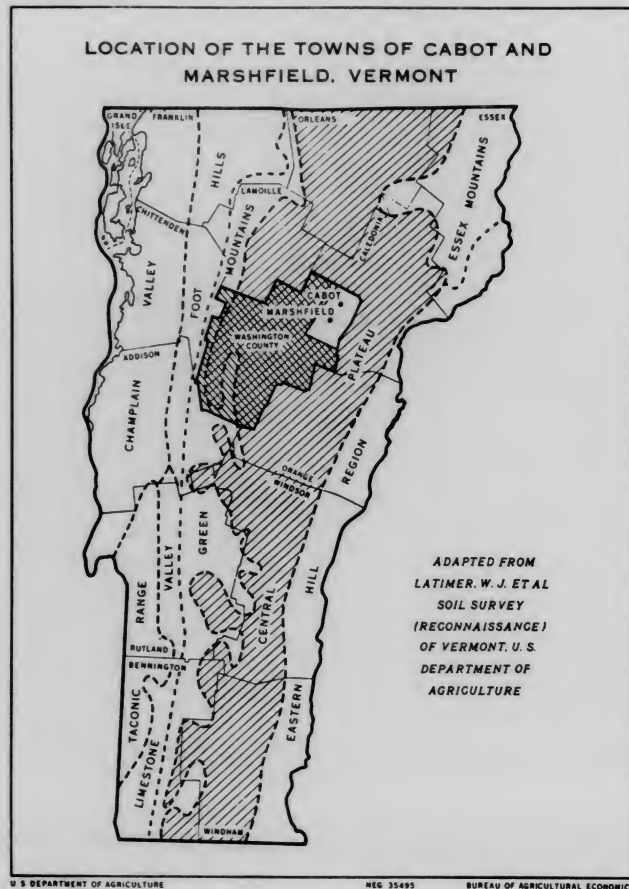 LOCATION OF THE TOWNS OF CABOT AND
MARSHFIELD, VERMONT
GRAND
ISLE
FRANKLIN
ORLEANS
ESSEX
HILLS
LAMOILLE
CHITTENDEN
MOUNTAINS
CALEDONIA
ESSEX MOUNTAINS
VALLEY
FOOT
CABOT
MARSHFIELD
WASHINGTON
COUNTY
PLATEAU
ADDISON
CHAMPLAIN
ORANGE
WINDSOR
REGION
VALLEY
GREEN
RANGE
CENTRAL
HILL
RUTLAND
BENNINGTON
TACONIC
LIMESTONE
EASTERN
WINDHAM
ADAPTED FROM
LATIMER, W. J. ET AL
SOIL SURVEY
(RECONNAISSANCE)
OF VERMONT, U. S.
DEPARTMENT OF
AGRICULTURE
U S DEPARTMENT OF AGRICULTURE
NEG 35495
BUREAU OF AGRICULTURAL ECONOMIC